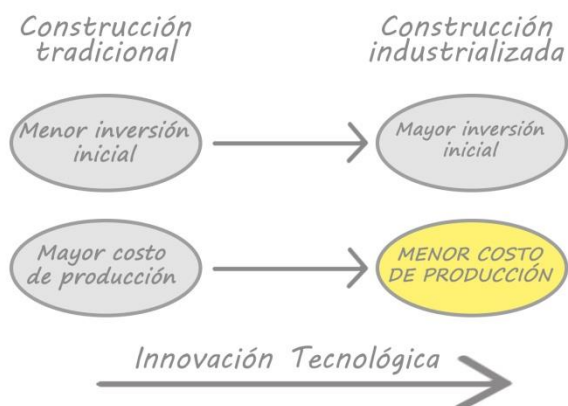 Construcción
tradicional
Construcción
industrializada
Menor inversión
inicial
Mayor inversión
inicial
Mayor costo
de producción
MENOR COSTO
DE PRODUCCIÓN
Innovación Tecnológica